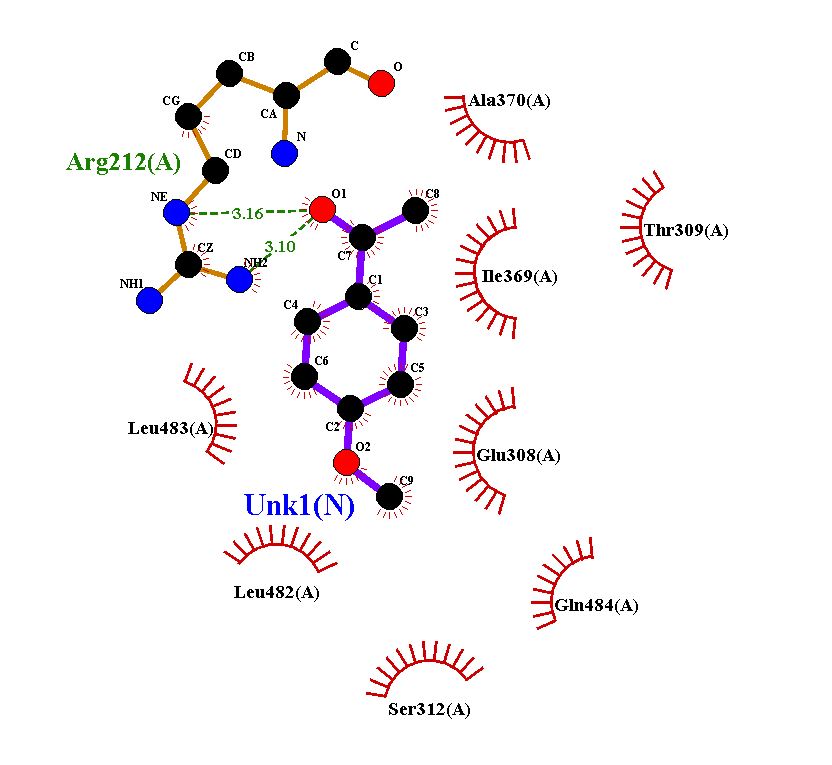 C
CB
O
CA
CG
Ala370(A)
N
CD
Arg212(A)
NE
O1
C8
3.16
Thr309(A)
3.10
CZ
C7
NH2
Ile369(A)
NH1
C1
C4
C3
C6
C5
Leu483(A)
C2
O2
Glu308(A)
C9
Unk1(N)
Leu482(A)
Gln484(A)
Ser312(A)